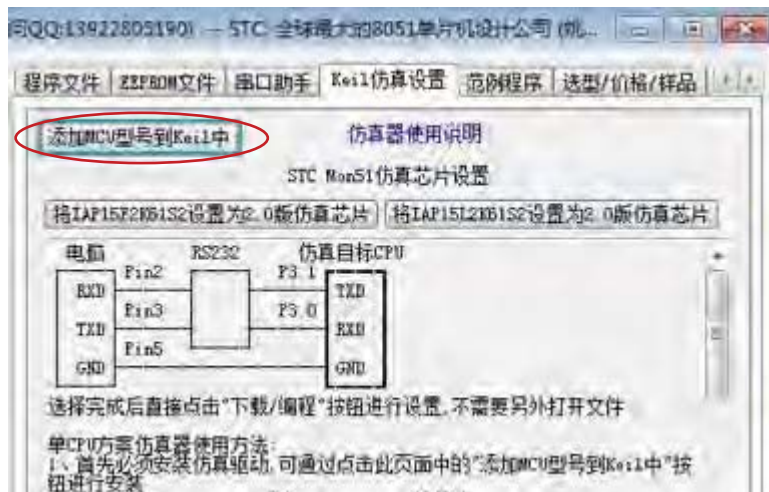 问QQ:13922805190) -- STC 全球最大的8051单片机设计公司 (姚...
程序文件 EEPROM文件 串口助手 Keil仿真设置 范例程序 选型/价格/样品
添加MCU型号到Keil中 仿真器使用说明
STC Mon51仿真芯片设置
将IAP15F2K61S2设置为2.0版仿真芯片 将IAP15L2K61S2设置为2.0版仿真芯片
电脑 RS232 仿真目标CPU
Pin2 P3.1
RXD TXD
Pin3 P3.0
TXD RXD
Pin5
GND GND
选择完成后直接点击"下载/编程"按钮进行设置,不需要另外打开文件
单CPU方案仿真器使用方法:
1、首先必须安装仿真驱动,可通过点击此页面中的"添加MCU型号到Keil中"按
钮进行安装